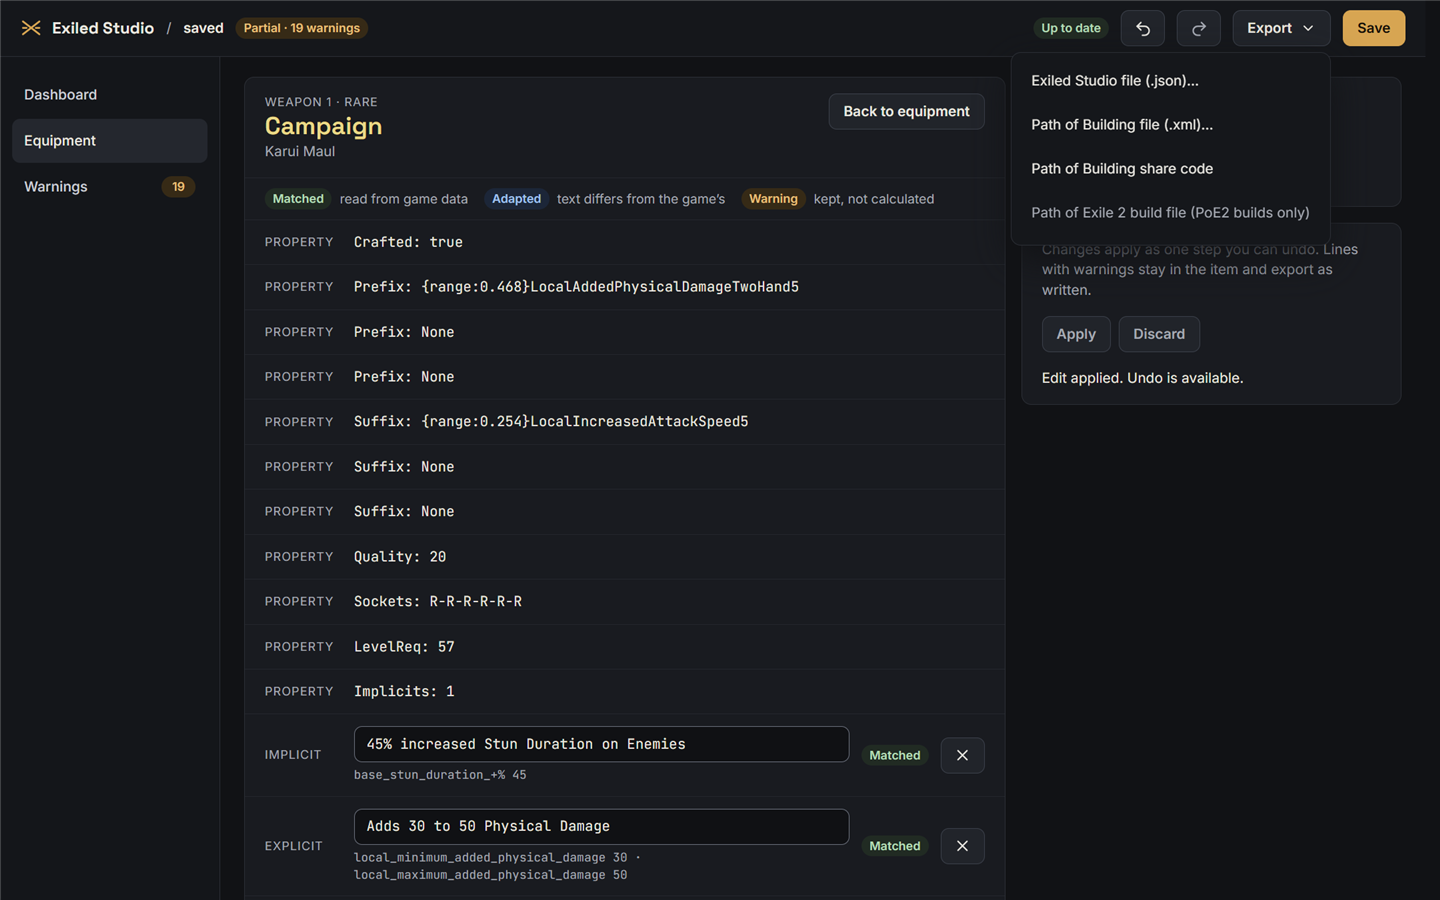 Exiled Studio / saved Partial · 19 warnings Up to date Export Save
Dashboard
Equipment
Warnings 19
WEAPON 1 · RARE
Campaign
Karui Maul
Back to equipment
Matched read from game data Adapted text differs from the game’s Warning kept, not calculated
PROPERTY Crafted: true
PROPERTY Prefix: {range:0.468}LocalAddedPhysicalDamageTwoHand5
PROPERTY Prefix: None
PROPERTY Prefix: None
PROPERTY Suffix: {range:0.254}LocalIncreasedAttackSpeed5
PROPERTY Suffix: None
PROPERTY Suffix: None
PROPERTY Quality: 20
PROPERTY Sockets: R-R-R-R-R-R
PROPERTY LevelReq: 57
PROPERTY Implicits: 1
IMPLICIT 45% increased Stun Duration on Enemies Matched
base_stun_duration_+% 45
EXPLICIT Adds 30 to 50 Physical Damage Matched
local_minimum_added_physical_damage 30 ·
local_maximum_added_physical_damage 50
Exiled Studio file (.json)...
Path of Building file (.xml)...
Path of Building share code
Path of Exile 2 build file (PoE2 builds only)
Changes apply as one step you can undo. Lines
with warnings stay in the item and export as
written.
Apply Discard
Edit applied. Undo is available.